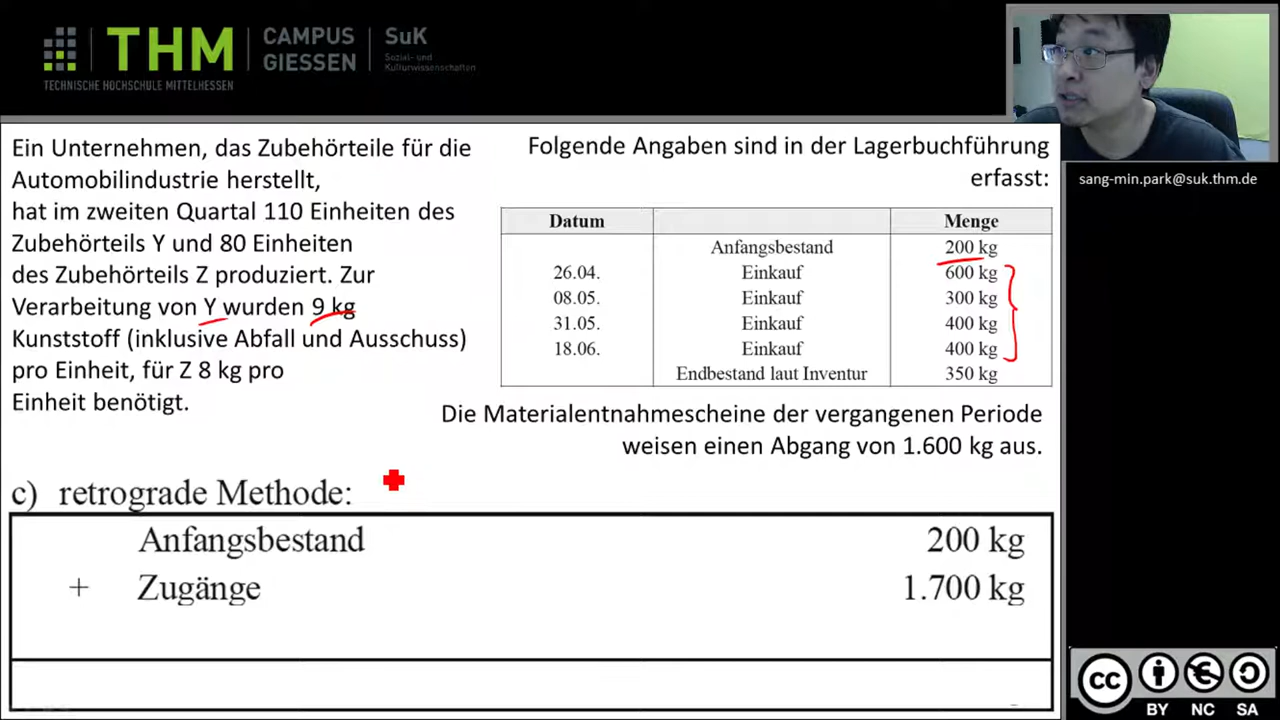 THM
CAMPUS
GIESSEN
SuK
Sozial- und
Kulturwissenschaften
TECHNISCHE HOCHSCHULE MITTELHESSEN
sang-min.park@suk.thm.de
Ein Unternehmen, das Zubehörteile für die
Automobilindustrie herstellt,
hat im zweiten Quartal 110 Einheiten des
Zubehörteils Y und 80 Einheiten
des Zubehörteils Z produziert. Zur
Verarbeitung von Y wurden 9 kg
Kunststoff (inklusive Abfall und Ausschuss)
pro Einheit, für Z 8 kg pro
Einheit benötigt.
Folgende Angaben sind in der Lagerbuchführung
erfasst:
Datum Menge
Anfangsbestand 200 kg
26.04. Einkauf 600 kg
08.05. Einkauf 300 kg
31.05. Einkauf 400 kg
18.06. Einkauf 400 kg
Endbestand laut Inventur 350 kg
Die Materialentnahmescheine der vergangenen Periode
weisen einen Abgang von 1.600 kg aus.
c) retrograde Methode:
Anfangsbestand 200 kg
+ Zugänge 1.700 kg
cc
BY NC SA